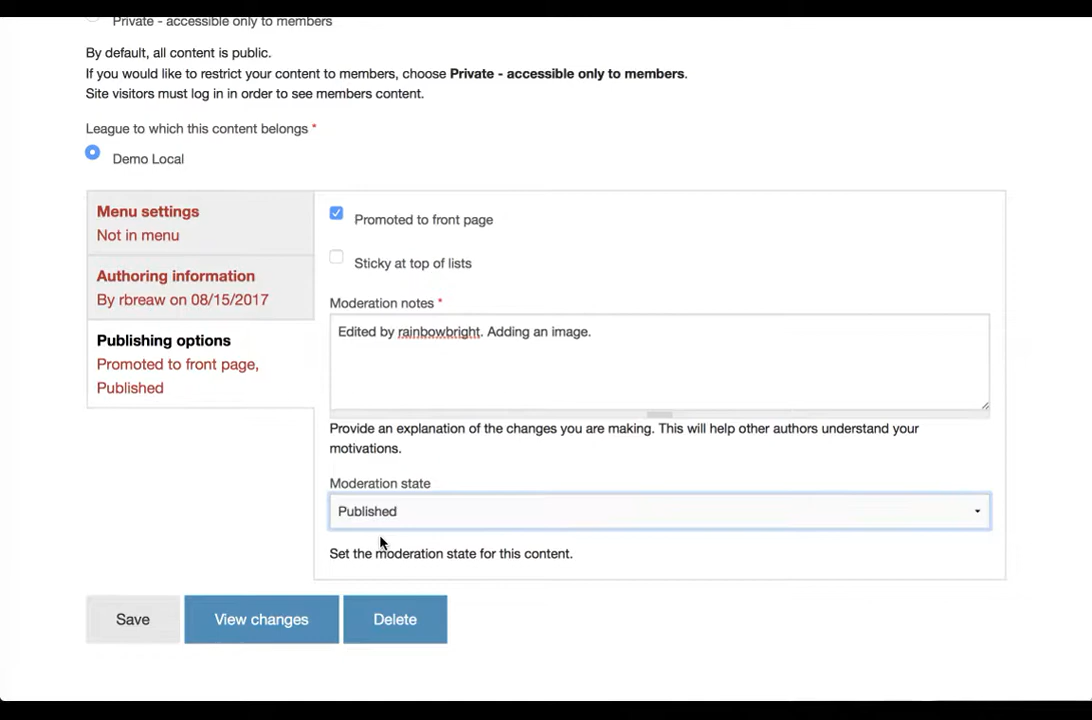 Private - accessible only to members
By default, all content is public.
If you would like to restrict your content to members, choose Private - accessible only to members.
Site visitors must log in in order to see members content.
League to which this content belongs *
Demo Local
Menu settings
Not in menu
Authoring information
By rbreaw on 08/15/2017
Publishing options
Promoted to front page,
Published
Promoted to front page
Sticky at top of lists
Moderation notes *
Edited by rainbowbright. Adding an image.
Provide an explanation of the changes you are making. This will help other authors understand your
motivations.
Moderation state
Published
Set the moderation state for this content.
Save
View changes
Delete